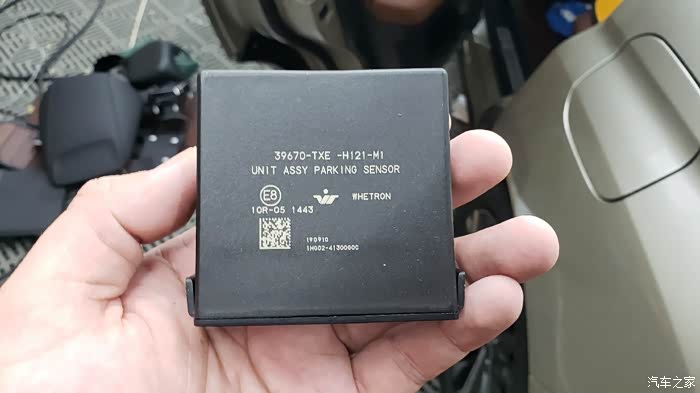 39670-TXE -H121-M1
UNIT ASSY PARKING SENSOR
E8
WHETRON
10R-05 1443
190910
1HG02-41300600
汽车之家